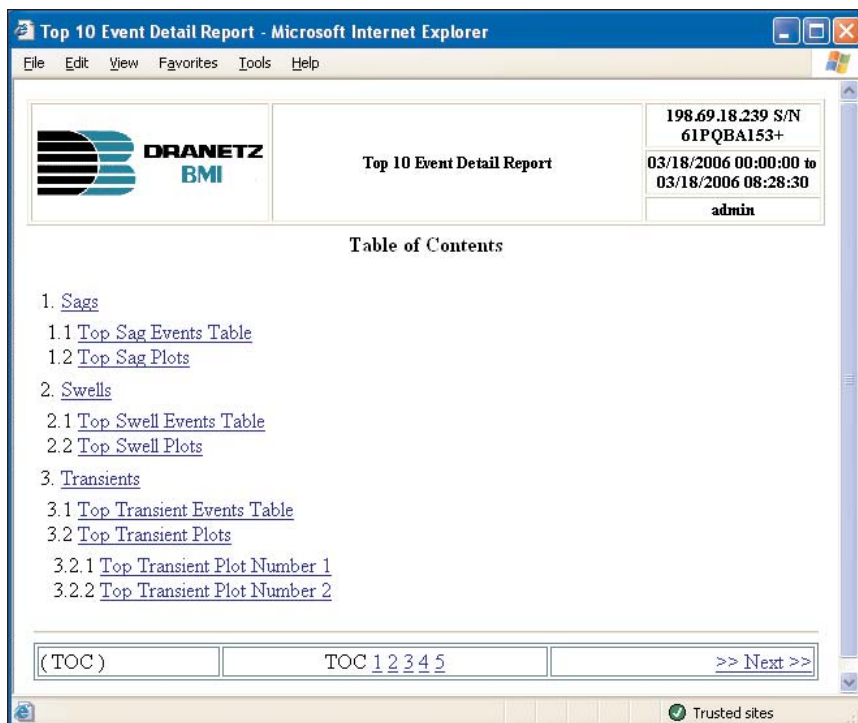 Top 10 Event Detail Report - Microsoft Internet Explorer
File Edit View Favorites Tools Help
DRANETZ
BMI
Top 10 Event Detail Report
198.69.18.239 S/N
61PQBA153+
03/18/2006 00:00:00 to
03/18/2006 08:28:30
admin
Table of Contents
1. Sags
1.1 Top Sag Events Table
1.2 Top Sag Plots
2. Swells
2.1 Top Swell Events Table
2.2 Top Swell Plots
3. Transients
3.1 Top Transient Events Table
3.2 Top Transient Plots
3.2.1 Top Transient Plot Number 1
3.2.2 Top Transient Plot Number 2
( TOC ) TOC 1 2 3 4 5 >> Next >>
Trusted sites